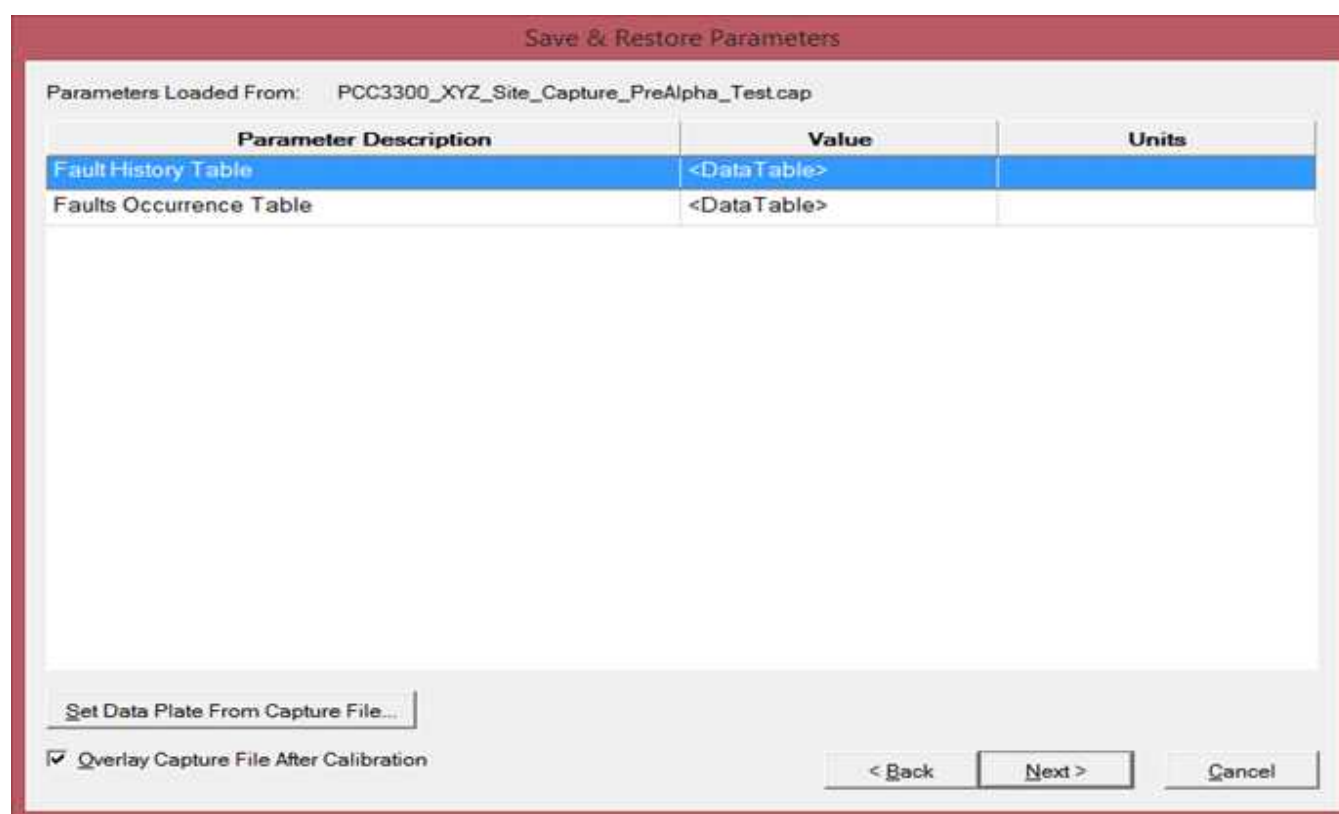 Save & Restore Parameters
Parameters Loaded From: PCC3300_XYZ_Site_Capture_PreAlpha_Test.cap
Parameter Description Value Units
Fault History Table <DataTable>
Faults Occurrence Table <DataTable>
Set Data Plate From Capture File...
Overlay Capture File After Calibration
< Back Next > Cancel